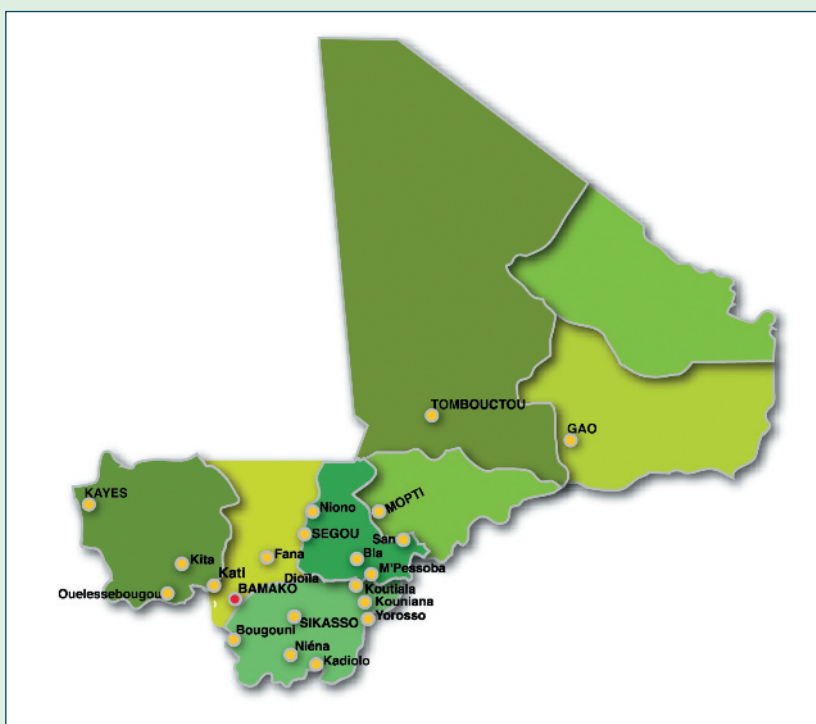 TOMBOUCTOU
GAO
KAYES
MOPTI
Niono
SEGOU
San
Fana
Bla
Kita
M'Pessoba
Dioïla
Kati
Koutiala
BAMAKO
Ouelessebougou
Kouniana
SIKASSO
Yorosso
Bougouni
Niéna
Kadiolo